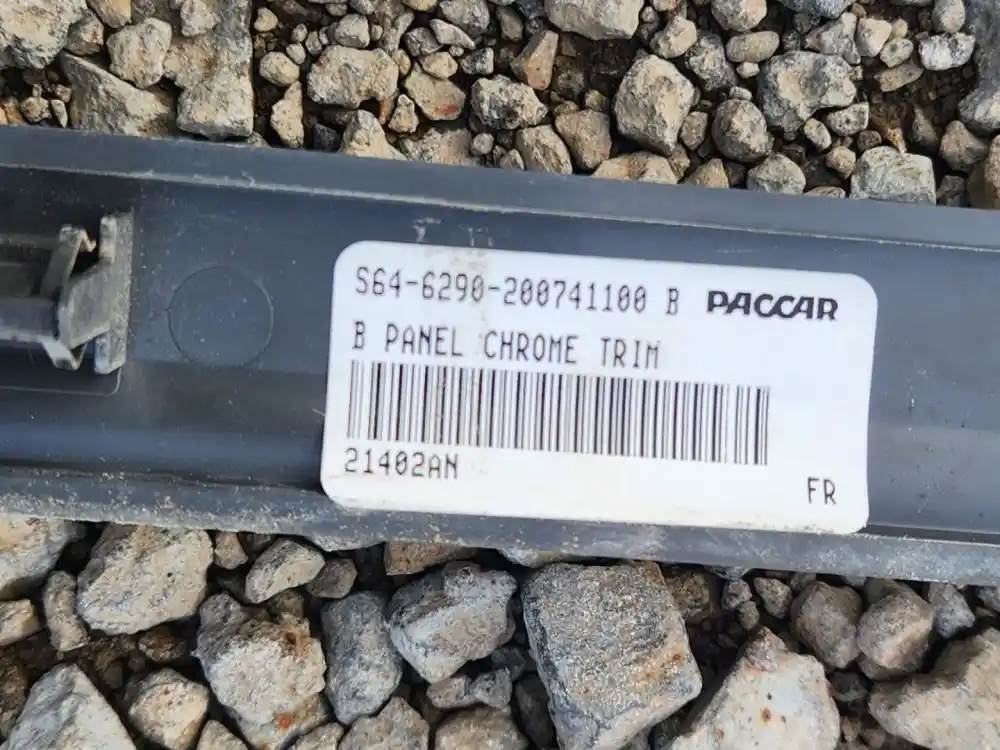 S64-6290-200741100 B PACCAR
B PANEL CHROME TRIM
21402AN
FR